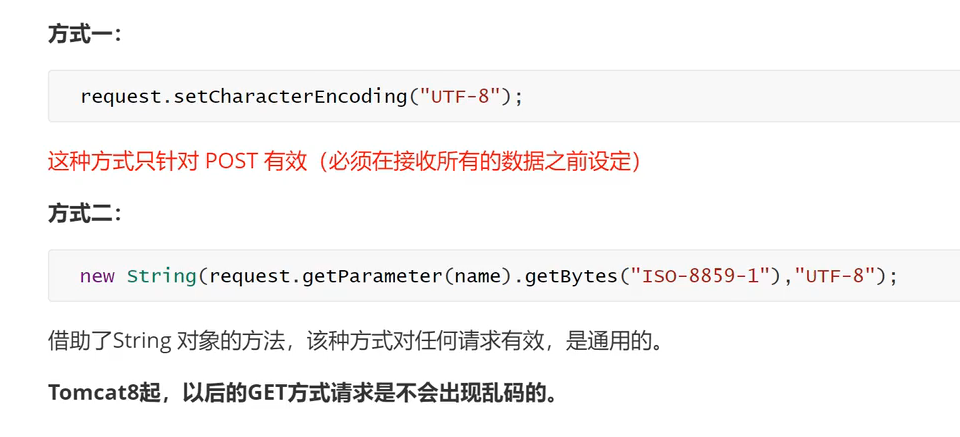 方式一：
request.setCharacterEncoding("UTF-8");
这种方式只针对 POST 有效（必须在接收所有的数据之前设定）
方式二：
new String(request.getParameter(name).getBytes("ISO-8859-1"),"UTF-8");
借助了String 对象的方法，该种方式对任何请求有效，是通用的。
Tomcat8起，以后的GET方式请求是不会出现乱码的。